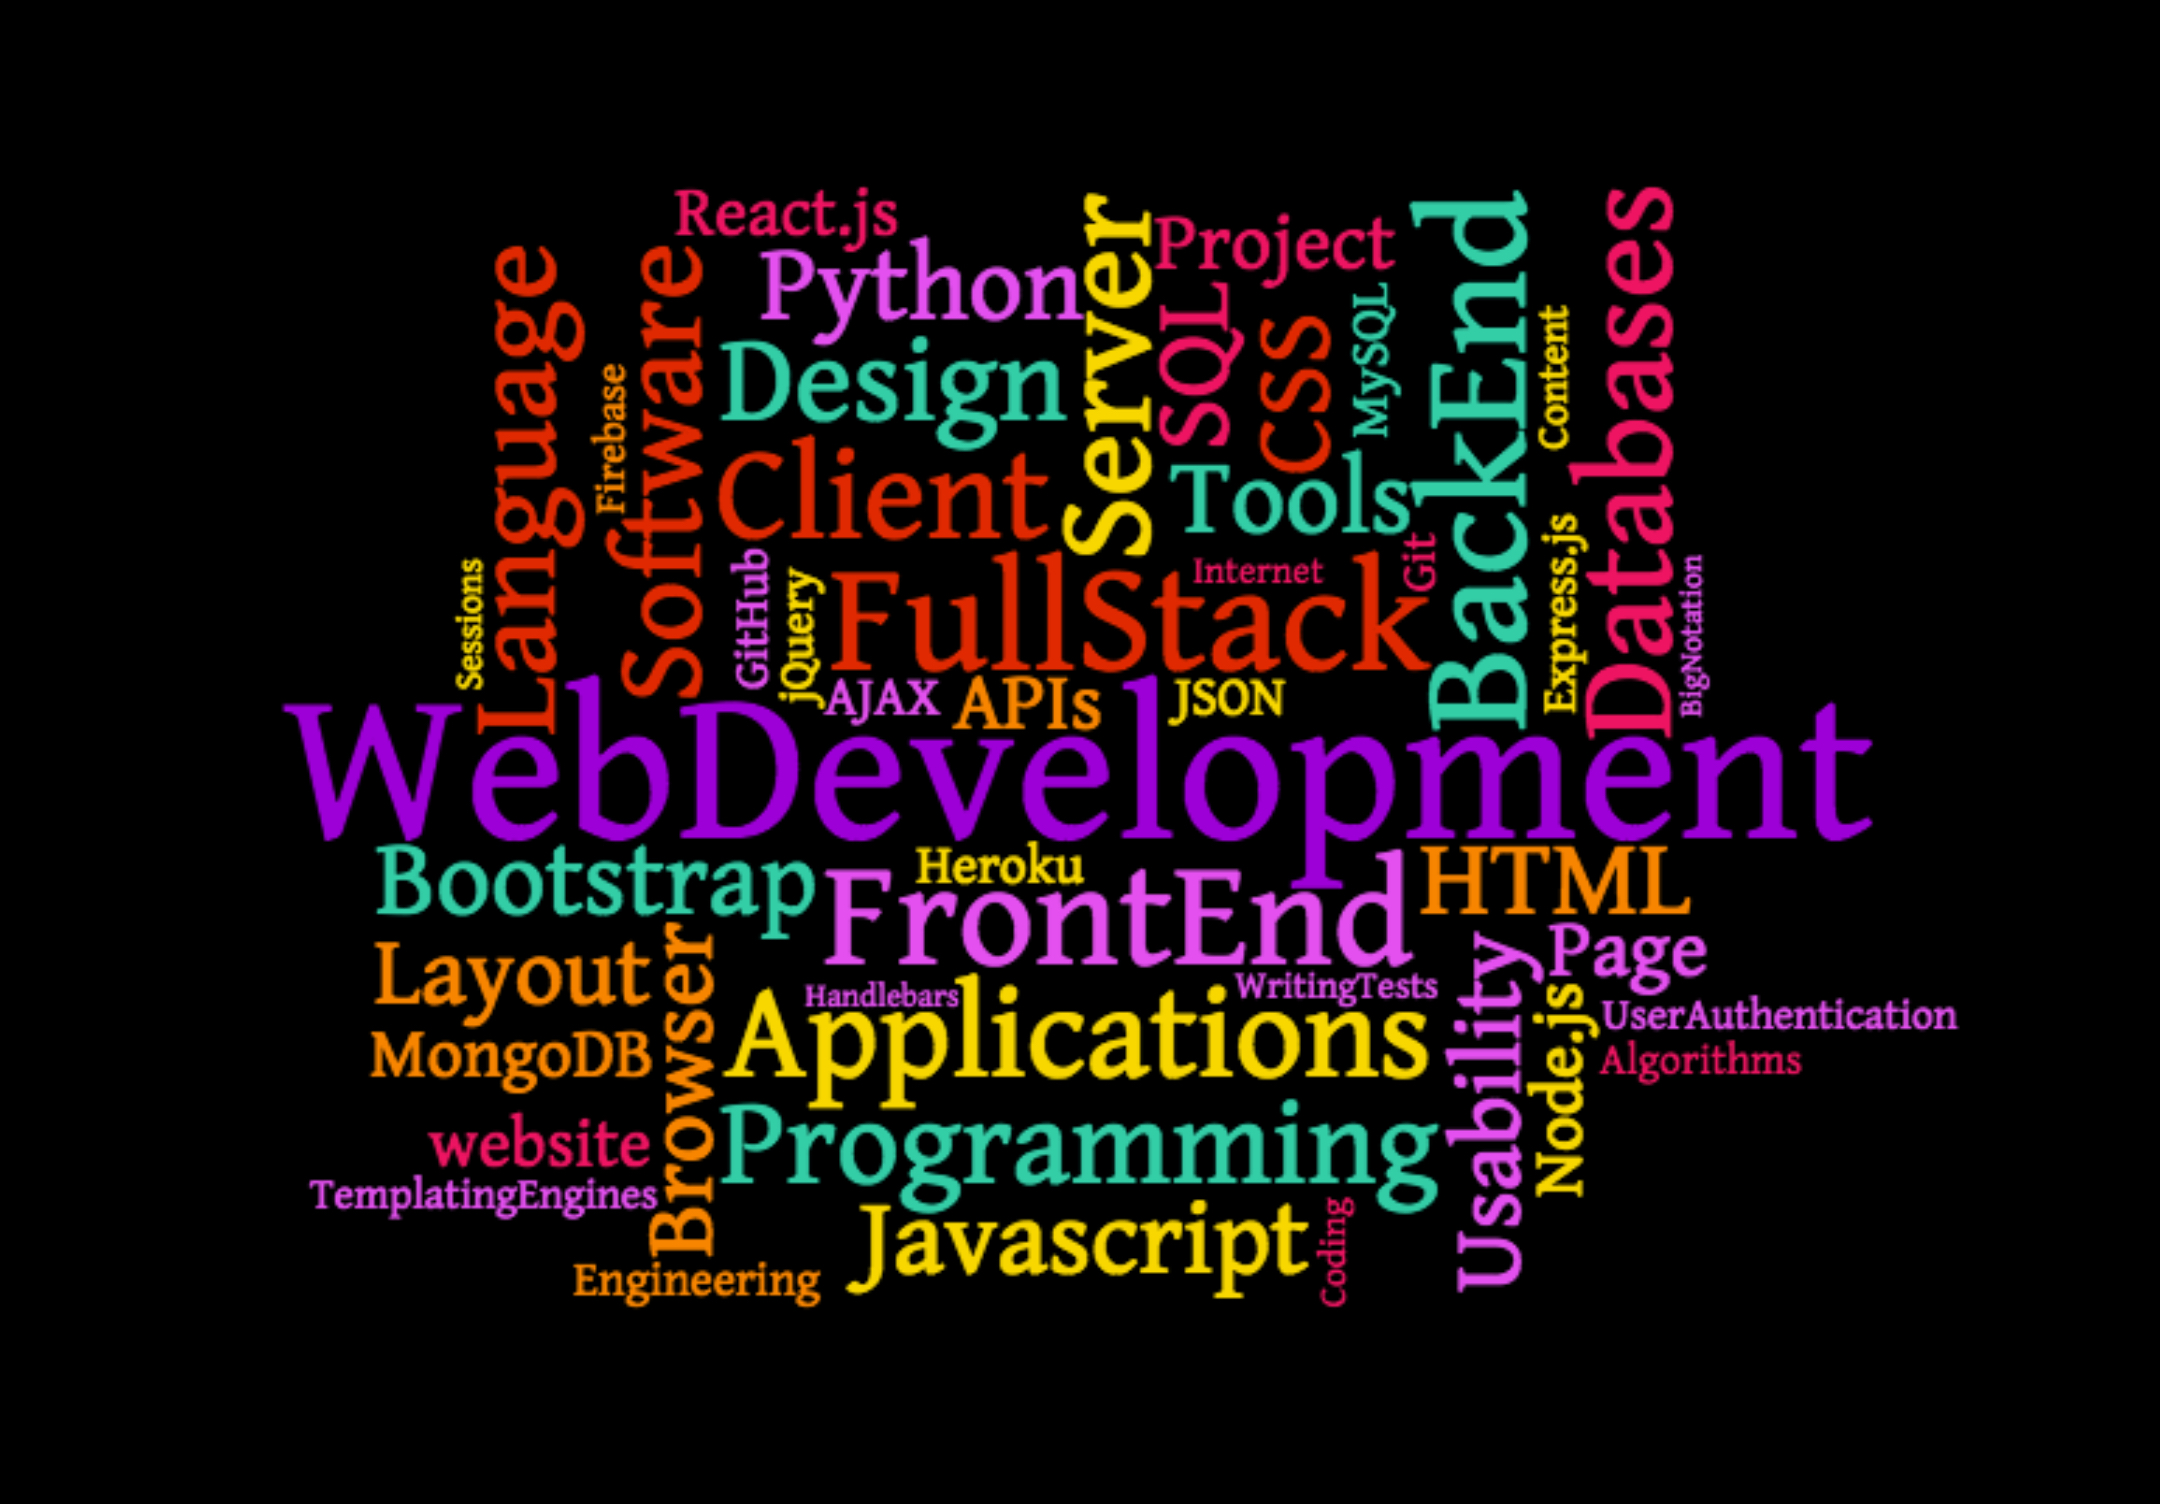 React.js
Project
Python
Server
BackEnd
Databases
Language
Software
SQL
CSS
MySQL
Content
Firebase
Design
Client
Tools
Git
Internet
Express.js
BigNotation
Sessions
GitHub
jQuery
FullStack
AJAX
APIs
JSON
WebDevelopment
Bootstrap
Heroku
FrontEnd
HTML
Layout
Browser
Usability
Page
Handlebars
WritingTests
Node.js
UserAuthentication
MongoDB
Applications
Algorithms
website
Programming
TemplatingEngines
Javascript
Coding
Engineering